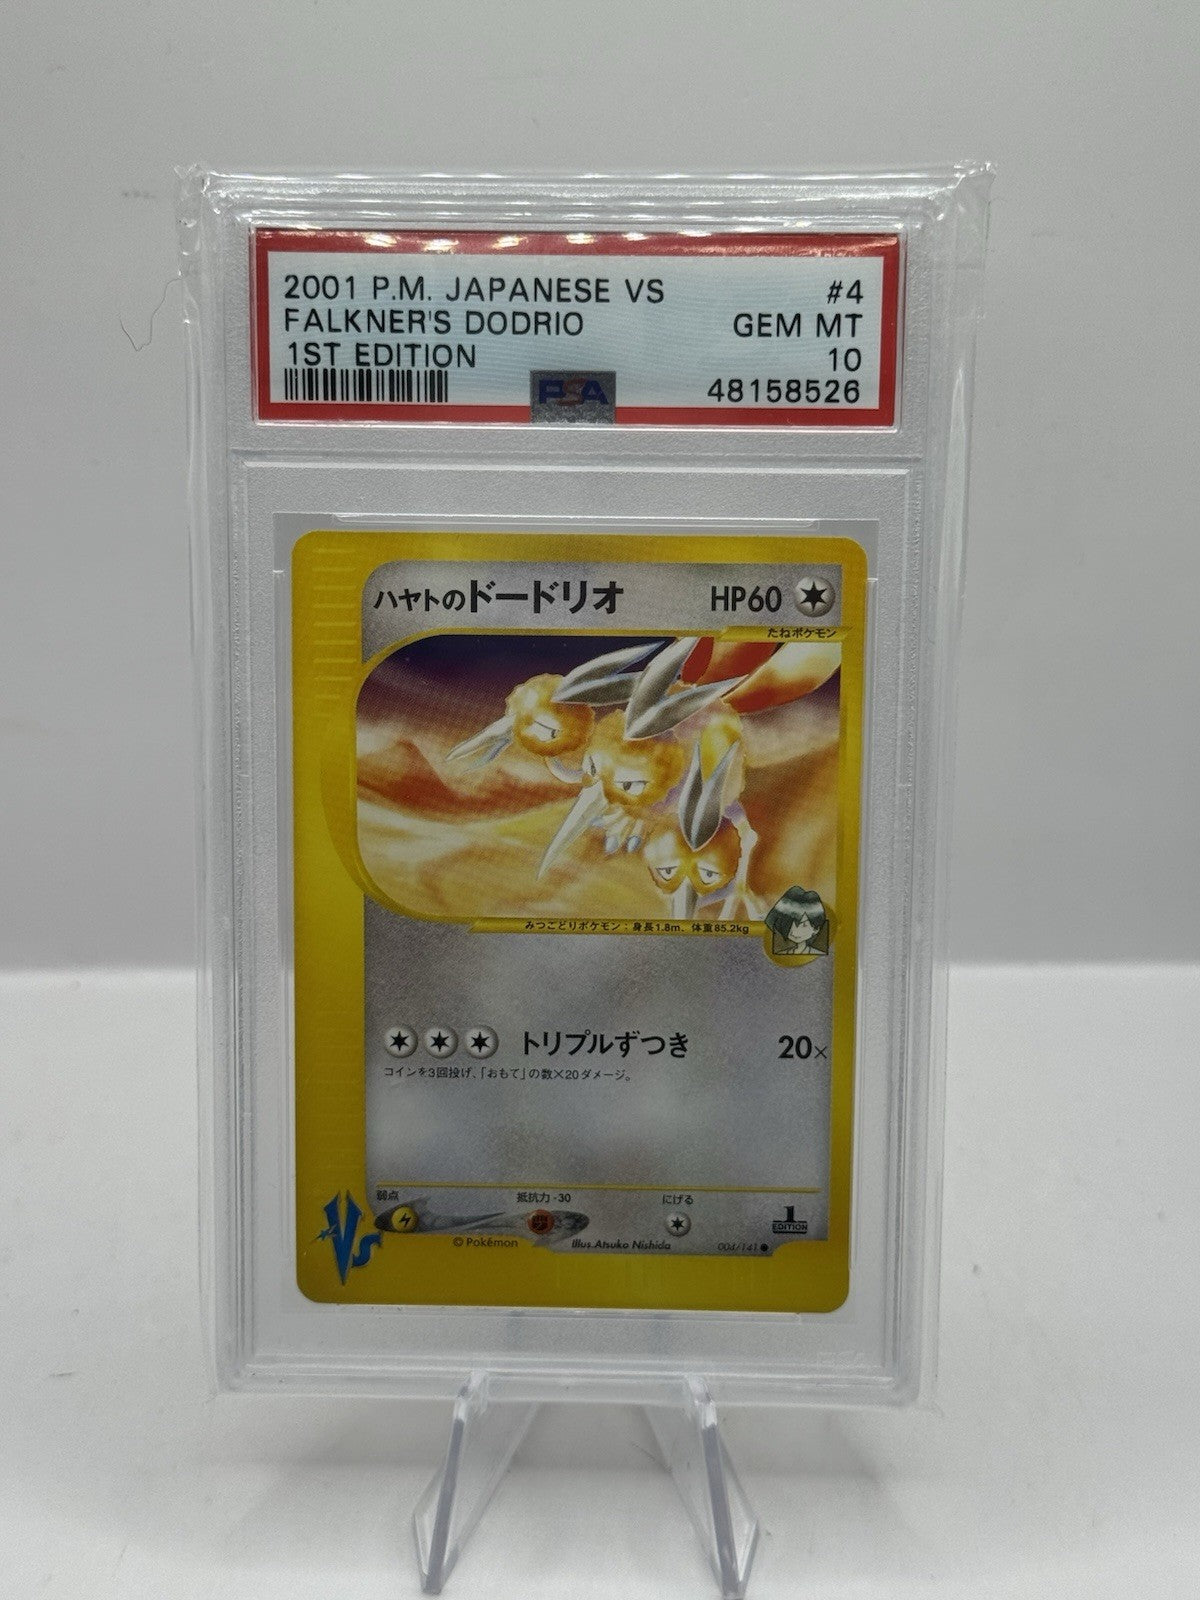 2001 P.M. JAPANESE VS #4
FALKNER'S DODRIO GEM MT
1ST EDITION 10
PSA 48158526
ハヤトのドードリオ HP60
たねポケモン
みつごどりポケモン:身長1.8m、体重85.2kg
トリプルずつき 20×
コインを3回投げ、「おもて」の数×20ダメージ。
弱点 抵抗力 -30 にげる
1
EDITION
VS
©Pokémon Illus. Atsuko Nishida 004/141●